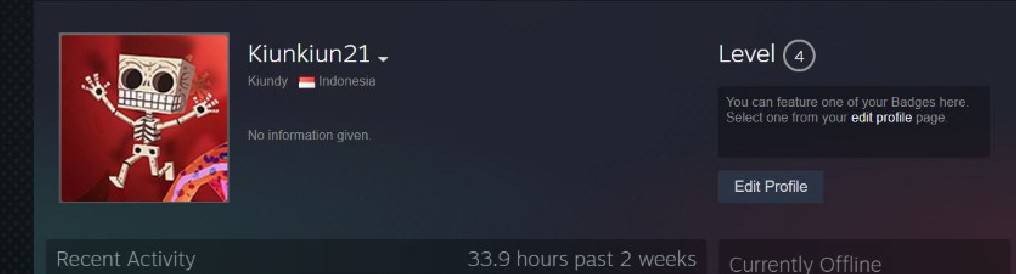 Kiunkiun21
Kiundy Indonesia
No information given.
Level 4
You can feature one of your Badges here.
Select one from your edit profile page.
Edit Profile
Recent Activity
33.9 hours past 2 weeks
Currently Offline